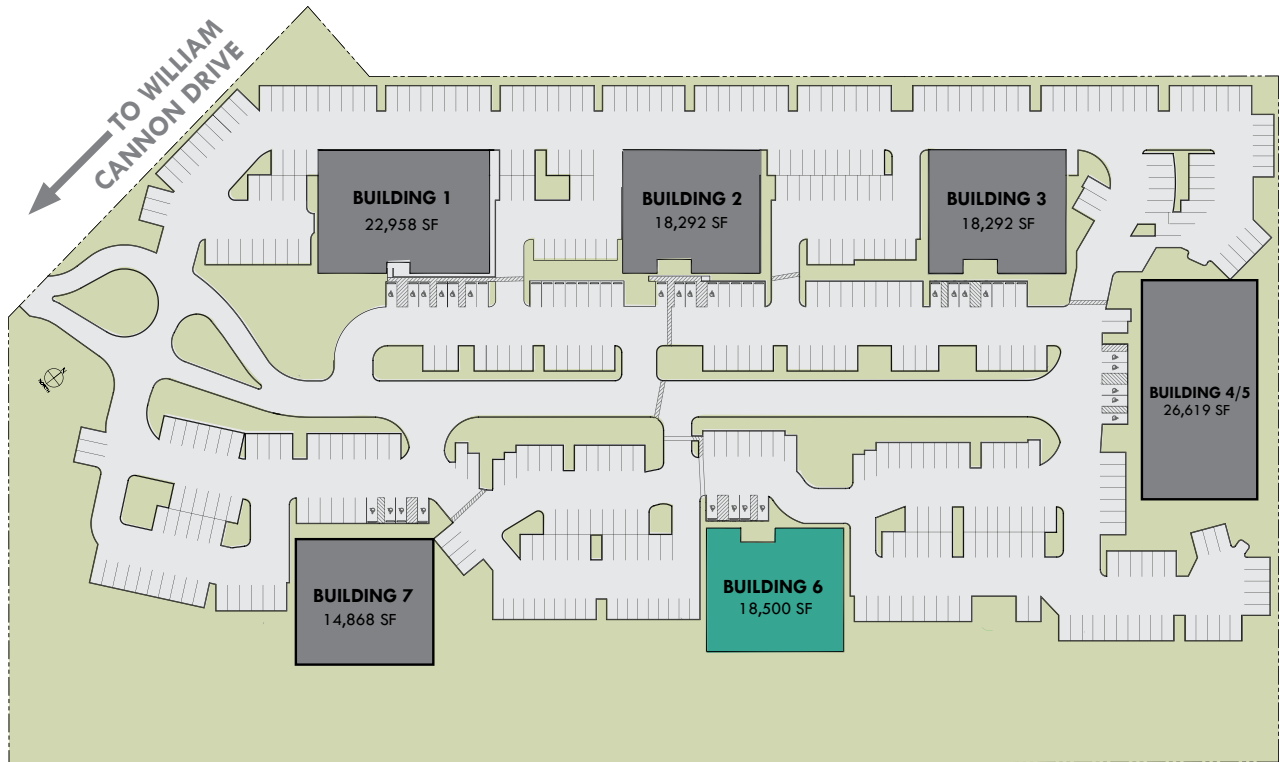 TO WILLIAM
CANNON DRIVE
BUILDING 1
22,958 SF
BUILDING 2
18,292 SF
BUILDING 3
18,292 SF
BUILDING 4/5
26,619 SF
BUILDING 6
18,500 SF
BUILDING 7
14,868 SF